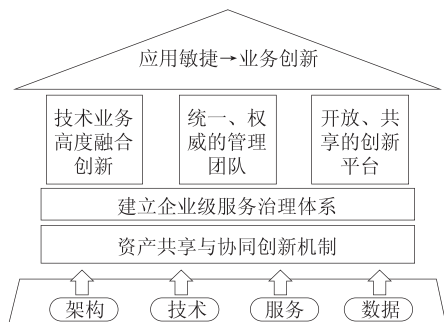 应用敏捷→业务创新
技术业务
高度融合
创新
统一、权
威的管理
团队
开放、共
享的创新
平台
建立企业级服务治理体系
资产共享与协同创新机制
架构
技术
服务
数据